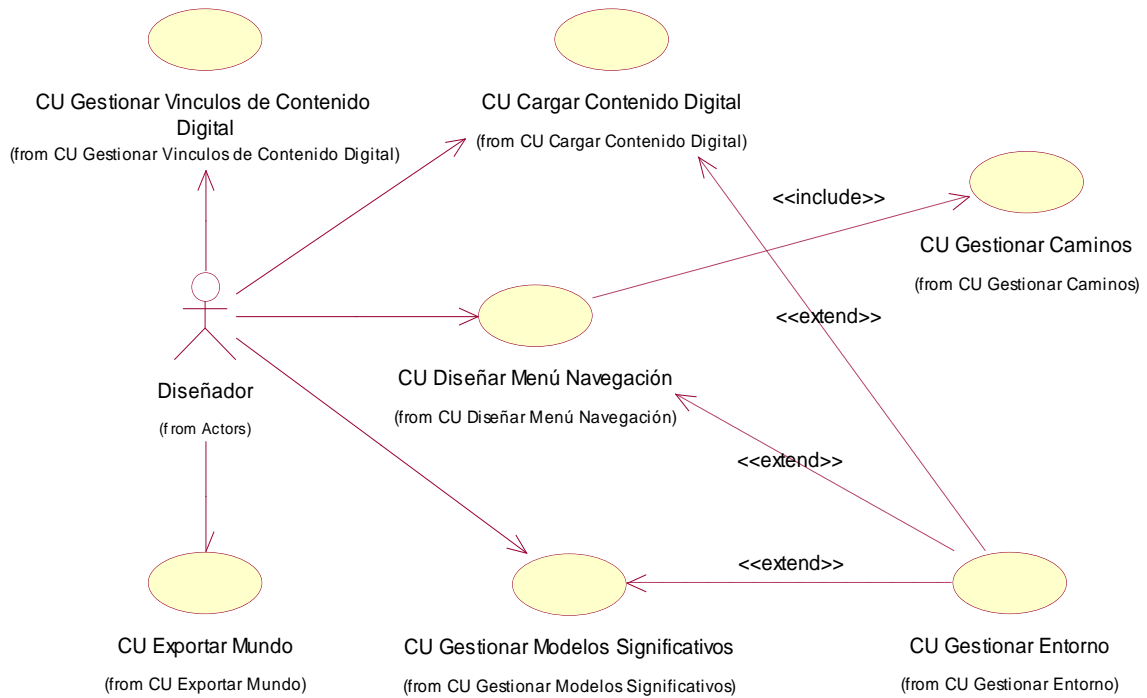 CU Gestionar Vinculos de Contenido
Digital
(from CU Gestionar Vinculos de Contenido Digital)
CU Cargar Contenido Digital
(from CU Cargar Contenido Digital)
<<include>>
CU Gestionar Caminos
(from CU Gestionar Caminos)
<<extend>>
Diseñador
(from Actors)
CU Diseñar Menú Navegación
(from CU Diseñar Menú Navegación)
<<extend>>
<<extend>>
CU Exportar Mundo
(from CU Exportar Mundo)
CU Gestionar Modelos Significativos
(from CU Gestionar Modelos Significativos)
CU Gestionar Entorno
(from CU Gestionar Entorno)